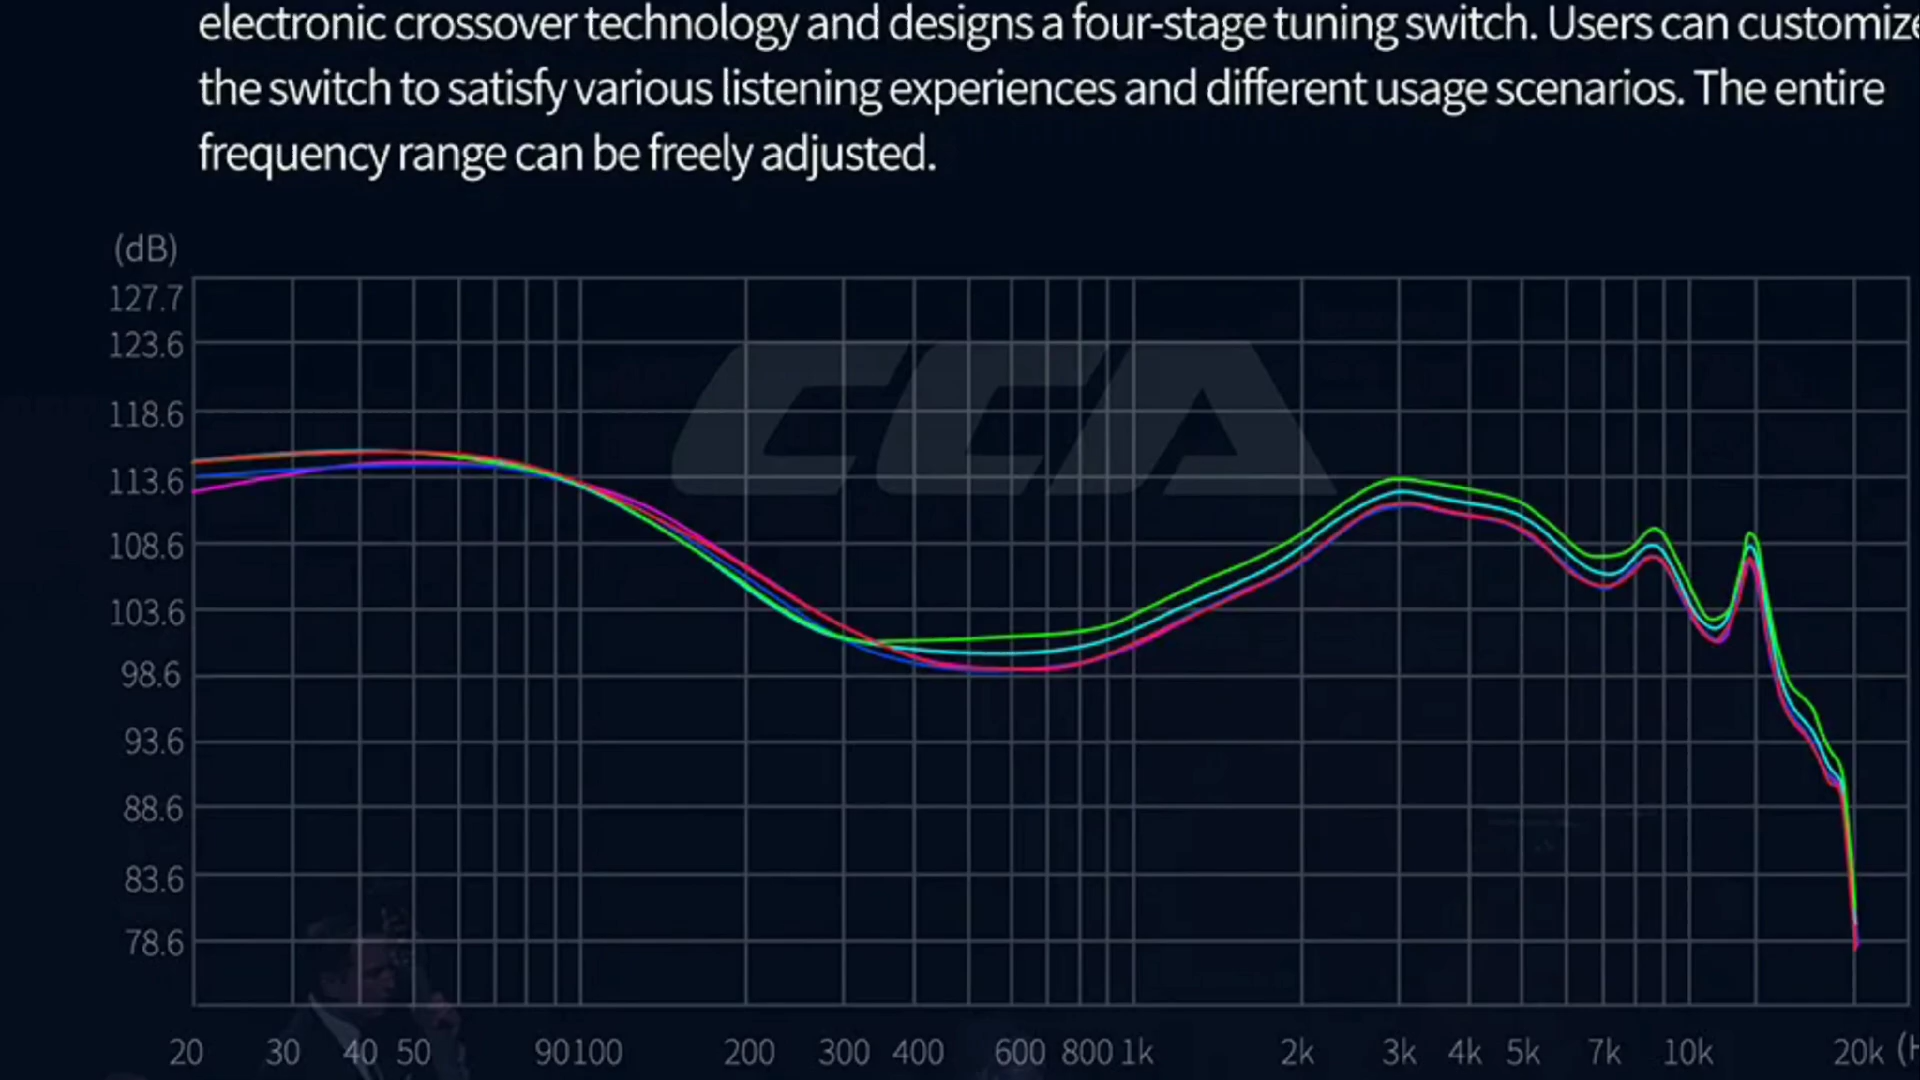 electronic crossover technology and designs a four-stage tuning switch. Users can customize
the switch to satisfy various listening experiences and different usage scenarios. The entire
frequency range can be freely adjusted.
(dB)
127.7
123.6
CCA
118.6
113.6
108.6
103.6
98.6
93.6
88.6
83.6
78.6
20 30 40 50 90 100 200 300 400 600 800 1k 2k 3k 4k 5k 7k 10k 20k (H